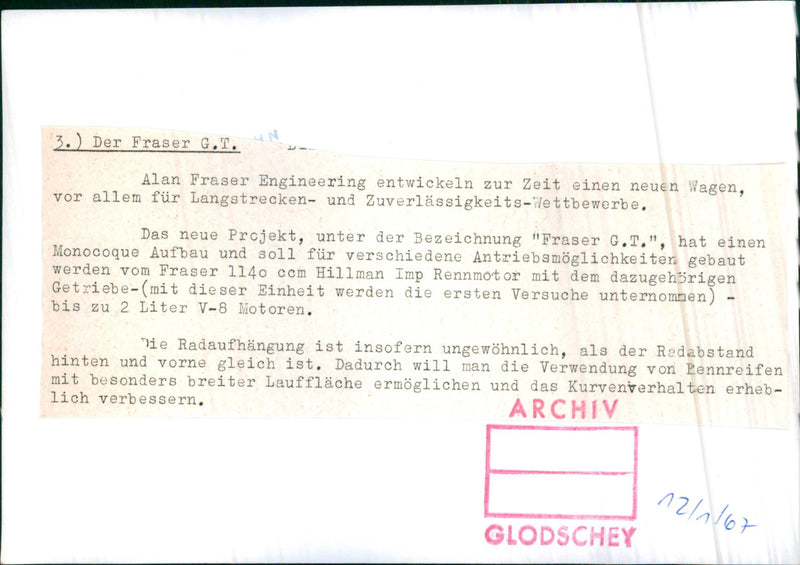 3.) Der Fraser G.T.
Alan Fraser Engineering entwickeln zur Zeit einen neuen Wagen,
vor allem für Langstrecken- und Zuverlässigkeits-Wettbewerbe.
Das neue Projekt, unter der Bezeichnung "Fraser G.T.", hat einen
Monocoque Aufbau und soll für verschiedene Antriebsmöglichkeiten gebaut
werden vom Fraser 114o ccm Hillman Imp Rennmotor mit dem dazugehörigen
Getriebe-(mit dieser Einheit werden die ersten Versuche unternommen) -
bis zu 2 Liter V-8 Motoren.
Die Radaufhängung ist insofern ungewöhnlich, als der Radabstand
hinten und vorne gleich ist. Dadurch will man die Verwendung von Rennreifen
mit besonders breiter Lauffläche ermöglichen und das Kurvenverhalten erheb-
lich verbessern.
ARCHIV
GLODSCHEY
12/1/67